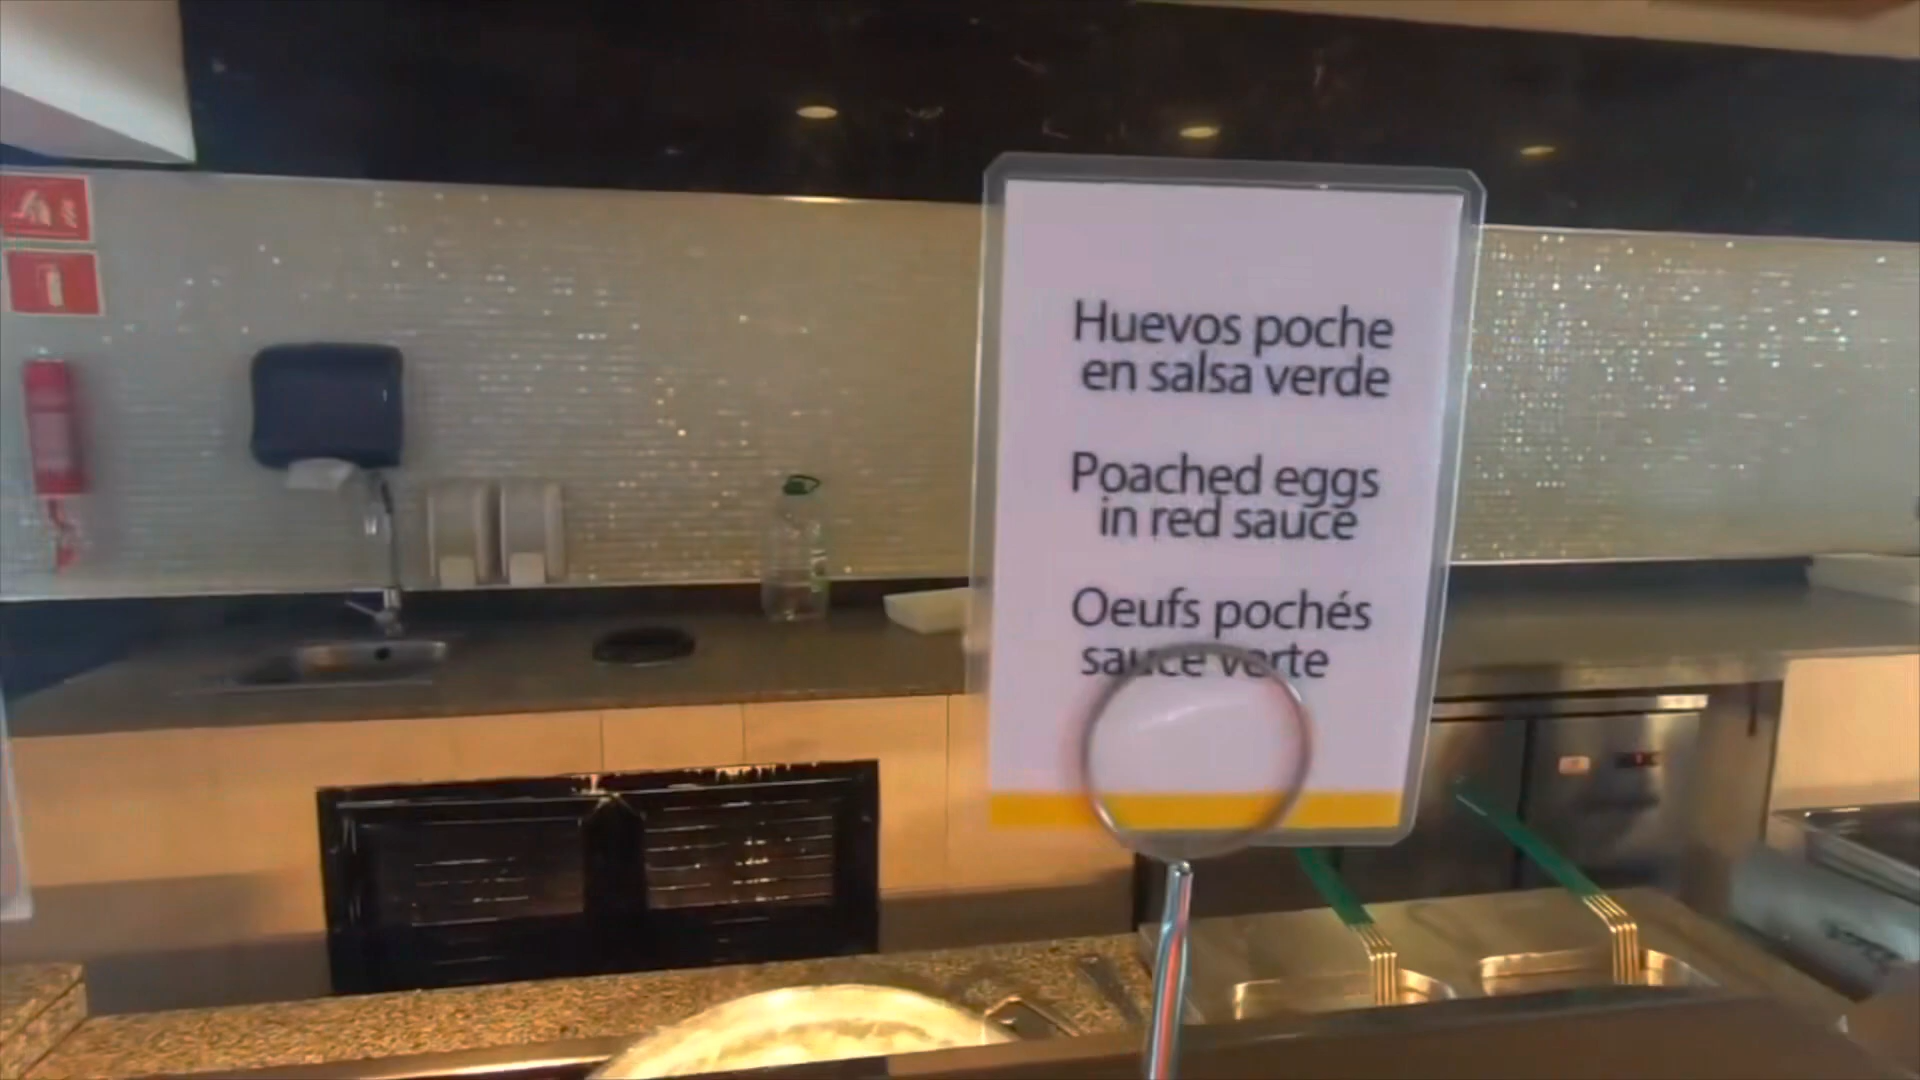 Huevos poche
en salsa verde
Poached eggs
in red sauce
Oeufs pochés
sauce verte